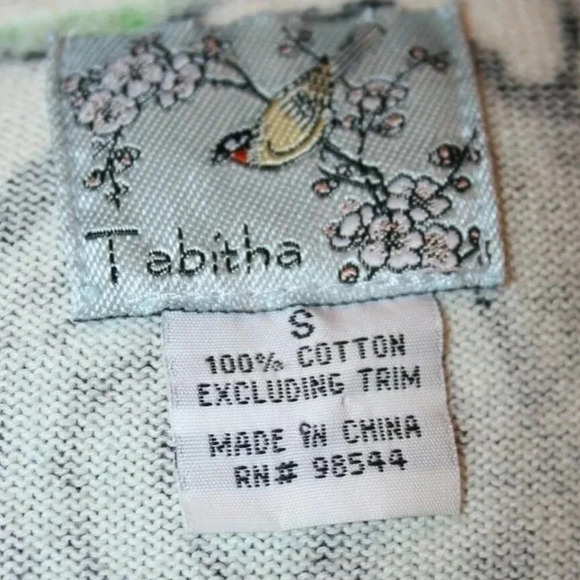 Tabitha
S
100% COTTON
EXCLUDING TRIM
MADE IN CHINA
RN# 98544